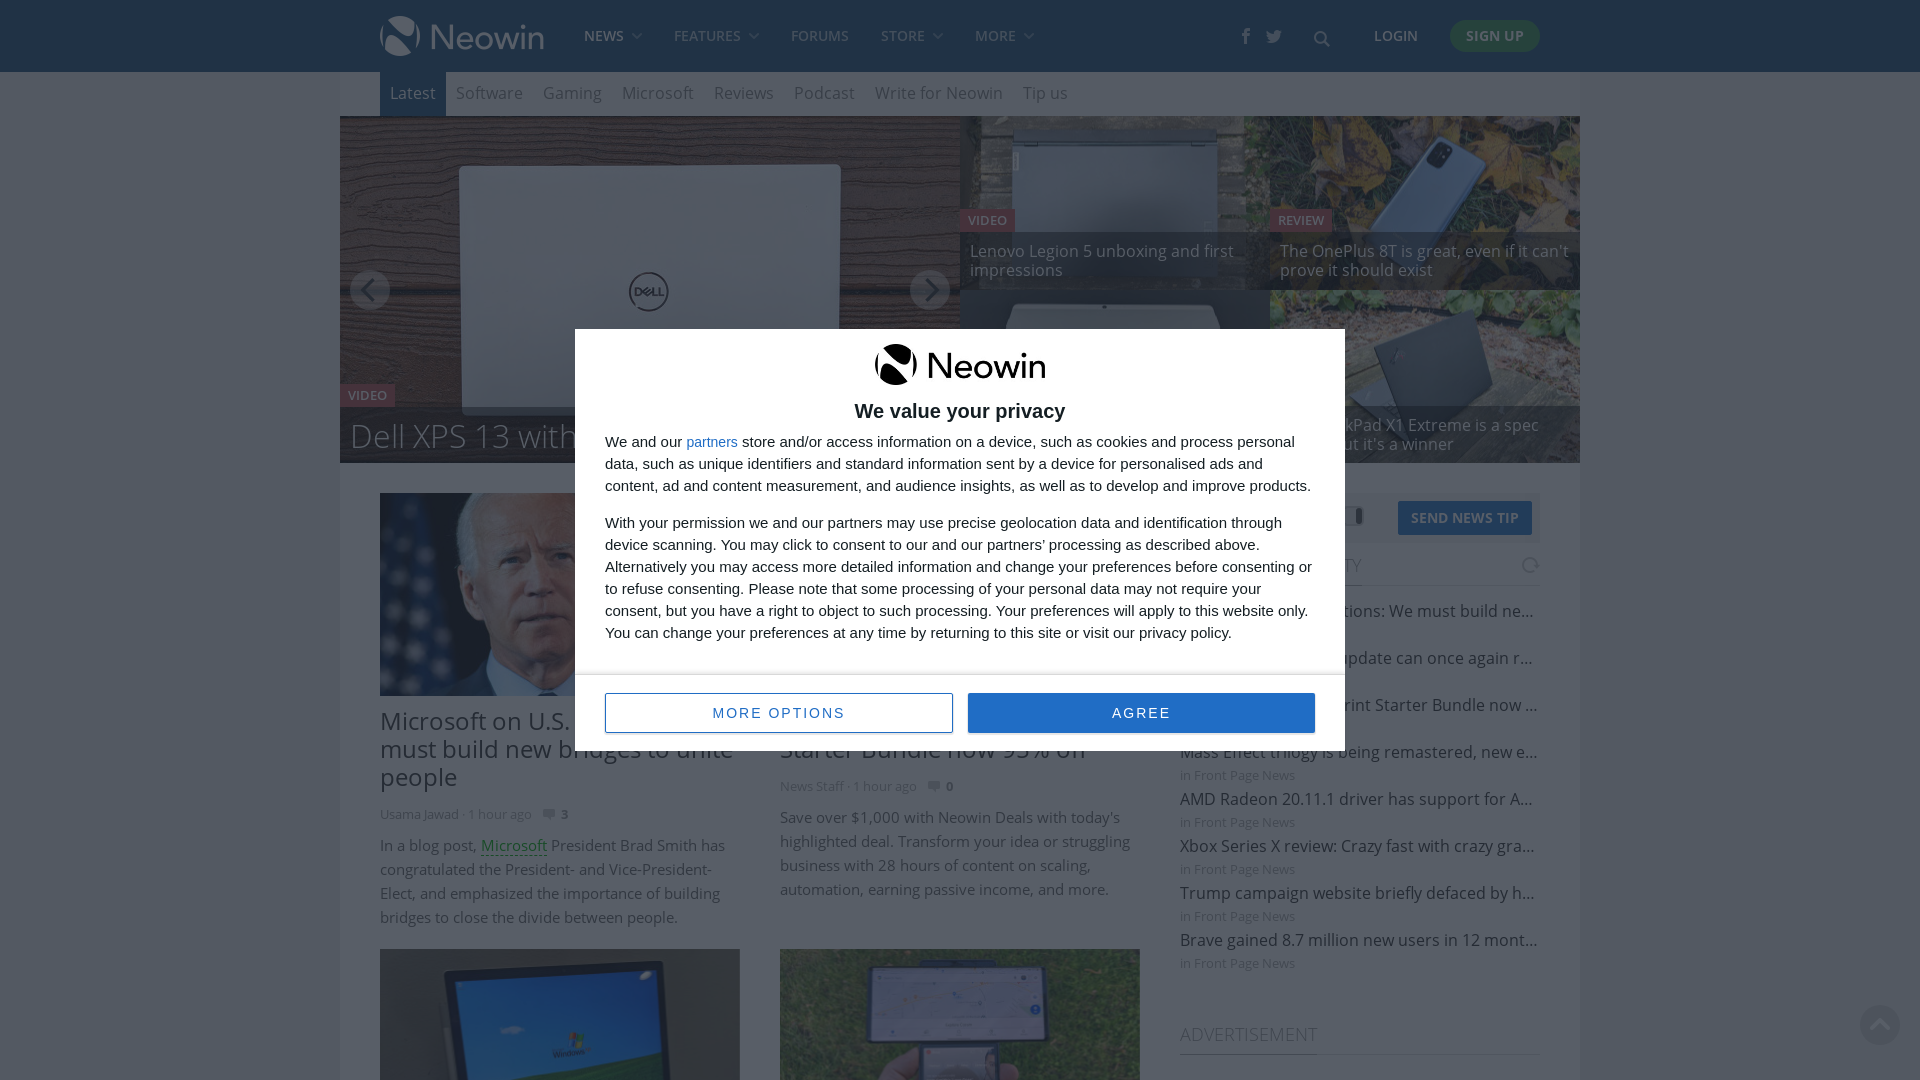 Neowin
NEWS
FEATURES
FORUMS
STORE
MORE
LOGIN
SIGN UP
Latest
Software
Gaming
Microsoft
Reviews
Podcast
Write for Neowin
Tip us
DELL
VIDEO
Dell XPS 13 with
VIDEO
Lenovo Legion 5 unboxing and first
impressions
REVIEW
The OnePlus 8T is great, even if it can't
prove it should exist
kPad X1 Extreme is a spec
ut it's a winner
Neowin
We value your privacy
We and our partners store and/or access information on a device, such as cookies and process personal
data, such as unique identifiers and standard information sent by a device for personalised ads and
content, ad and content measurement, and audience insights, as well as to develop and improve products.
With your permission we and our partners may use precise geolocation data and identification through
device scanning. You may click to consent to our and our partners’ processing as described above.
Alternatively you may access more detailed information and change your preferences before consenting or
to refuse consenting. Please note that some processing of your personal data may not require your
consent, but you have a right to object to such processing. Your preferences will apply to this website only.
You can change your preferences at any time by returning to this site or visit our privacy policy.
MORE OPTIONS
AGREE
Microsoft on U.S.
must build new bridges to unite
people
Usama Jawad · 1 hour ago
3
In a blog post, Microsoft President Brad Smith has
congratulated the President- and Vice-President-
Elect, and emphasized the importance of building
bridges to close the divide between people.
Starter Bundle now 95% off
News Staff · 1 hour ago
0
Save over $1,000 with Neowin Deals with today's
highlighted deal. Transform your idea or struggling
business with 28 hours of content on scaling,
automation, earning passive income, and more.
SEND NEWS TIP
TY
tions: We must build ne...
update can once again r...
rint Starter Bundle now ...
Mass Effect trilogy is being remastered, new e...
in Front Page News
AMD Radeon 20.11.1 driver has support for A...
in Front Page News
Xbox Series X review: Crazy fast with crazy gra...
in Front Page News
Trump campaign website briefly defaced by h...
in Front Page News
Brave gained 8.7 million new users in 12 mont...
in Front Page News
ADVERTISEMENT